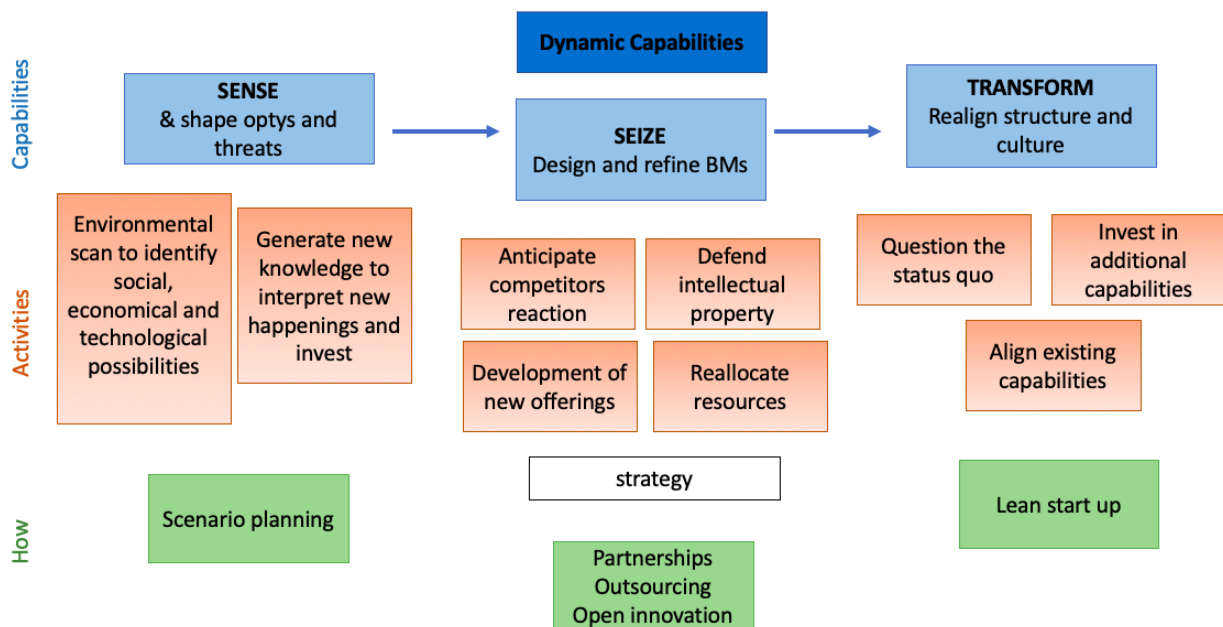 Dynamic Capabilities
Capabilities
SENSE
& shape optys and
threats
SEIZE
Design and refine BMs
TRANSFORM
Realign structure and
culture
Activities
Environmental
scan to identify
social,
economical and
technological
possibilities
Generate new
knowledge to
interpret new
happenings and
invest
Anticipate
competitors
reaction
Defend
intellectual
property
Development of
new offerings
Reallocate
resources
Question the
status quo
Invest in
additional
capabilities
Align existing
capabilities
strategy
How
Scenario planning
Partnerships
Outsourcing
Open innovation
Lean start up